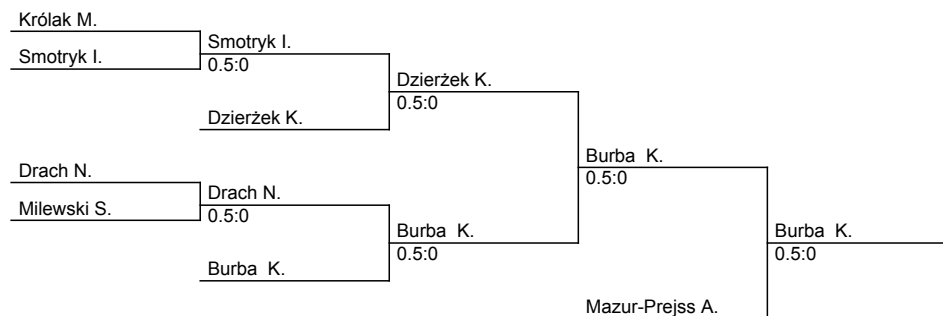 Królak M.
Smotryk I.
Smotryk I.
0.5:0
Dzierżek K.
0.5:0
Dzierżek K.
Burba K.
0.5:0
Drach N.
Drach N.
0.5:0
Milewski S.
Burba K.
0.5:0
Burba K.
0.5:0
Burba K.
Mazur-Prejss A.